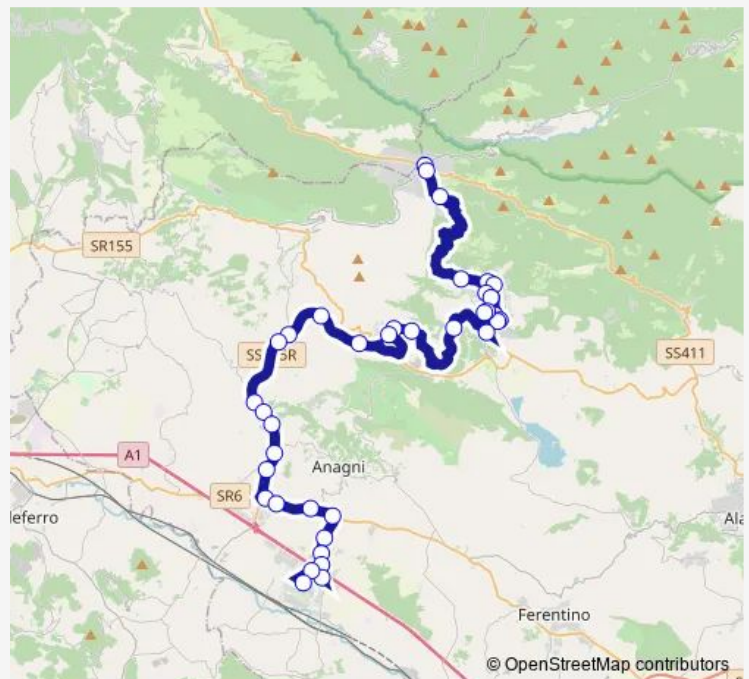 SR155
SS411
A1
Anagni
SR6
leferro
Ala
Ferentino
© OpenStreetMap contributors